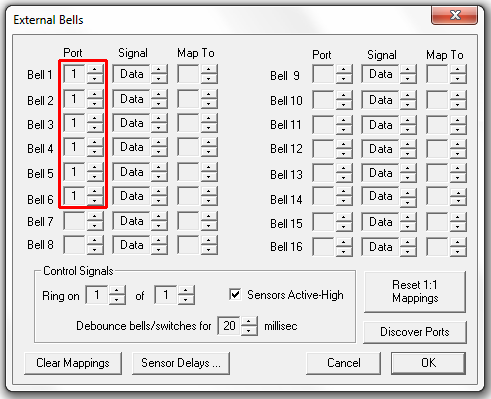 External Bells
Port Signal Map To Port Signal Map To
Bell 1 1 Data Bell 9 Data
Bell 2 1 Data Bell 10 Data
Bell 3 1 Data Bell 11 Data
Bell 4 1 Data Bell 12 Data
Bell 5 1 Data Bell 13 Data
Bell 6 1 Data Bell 14 Data
Bell 7 Data Bell 15 Data
Bell 8 Data Bell 16 Data
Control Signals
Ring on 1 of 1 Sensors Active-High
Debounce bells/switches for 20 millisec
Reset 1:1
Mappings
Discover Ports
Clear Mappings Sensor Delays ... Cancel OK